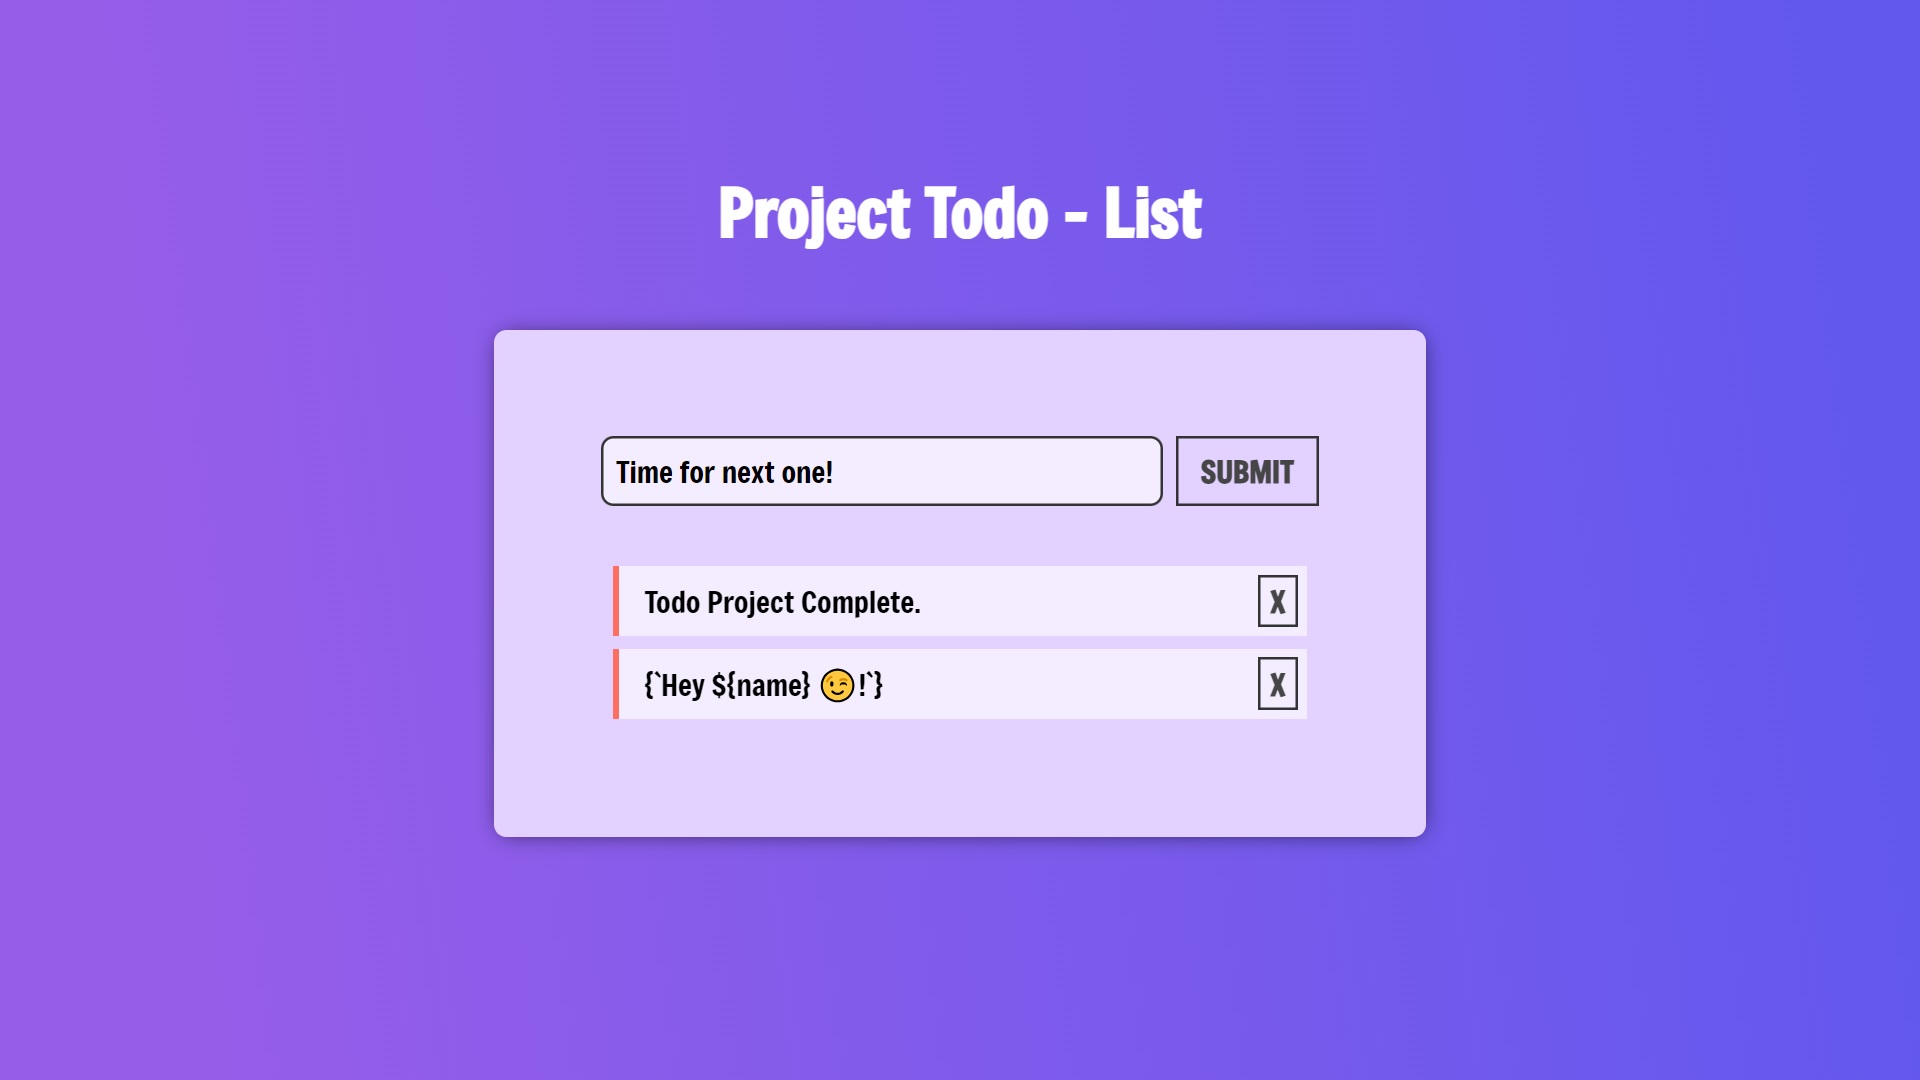 Project Todo - List
Time for next one!
SUBMIT
Todo Project Complete.
X
{`Hey ${name} 😉!`}
X